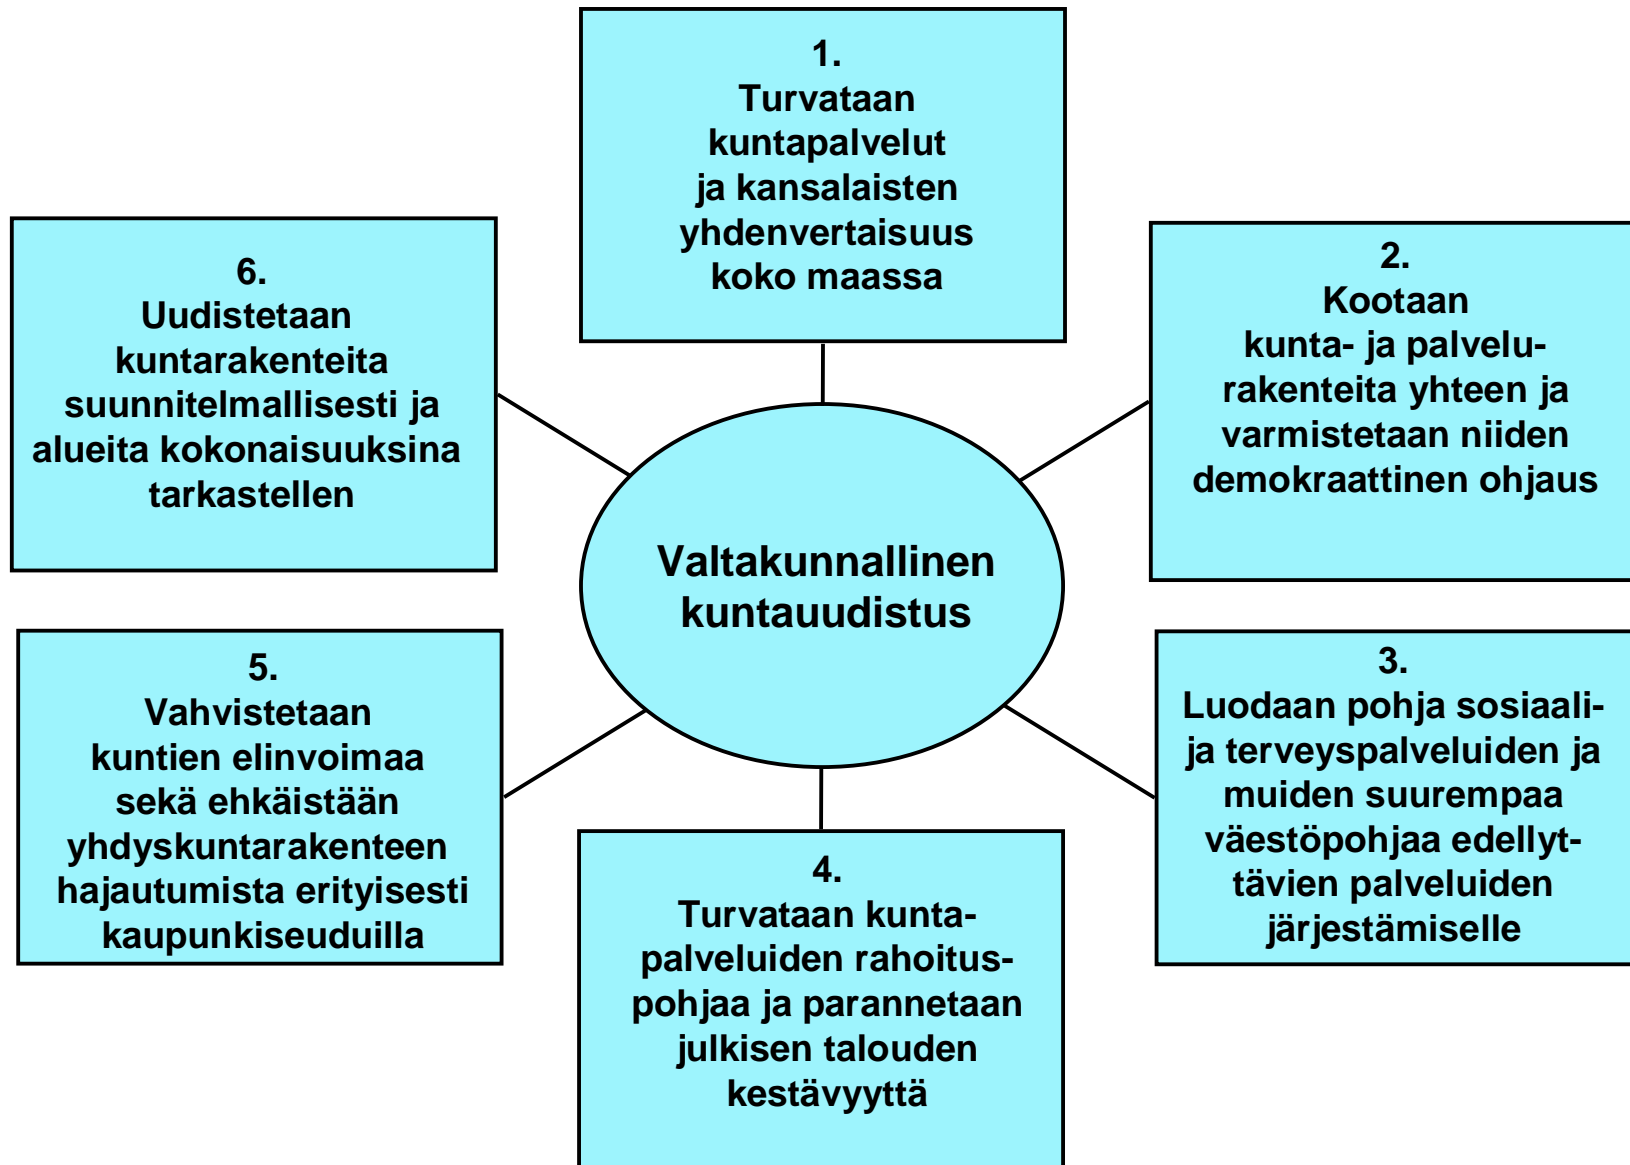 1.
Turvataan
kuntapalvelut
ja kansalaisten
yhdenvertaisuus
koko maassa
2.
Kootaan
kunta- ja palvelu-
rakenteita yhteen ja
varmistetaan niiden
demokraattinen ohjaus
3.
Luodaan pohja sosiaali-
ja terveyspalveluiden ja
muiden suurempaa
väestöpohjaa edellyt-
tävien palveluiden
järjestämiselle
4.
Turvataan kunta-
palveluiden rahoitus-
pohjaa ja parannetaan
julkisen talouden
kestävyyttä
5.
Vahvistetaan
kuntien elinvoimaa
sekä ehkäistään
yhdyskuntarakenteen
hajautumista erityisesti
kaupunkiseuduilla
6.
Uudistetaan
kuntarakenteita
suunnitelmallisesti ja
alueita kokonaisuuksina
tarkastellen
Valtakunnallinen
kuntauudistus